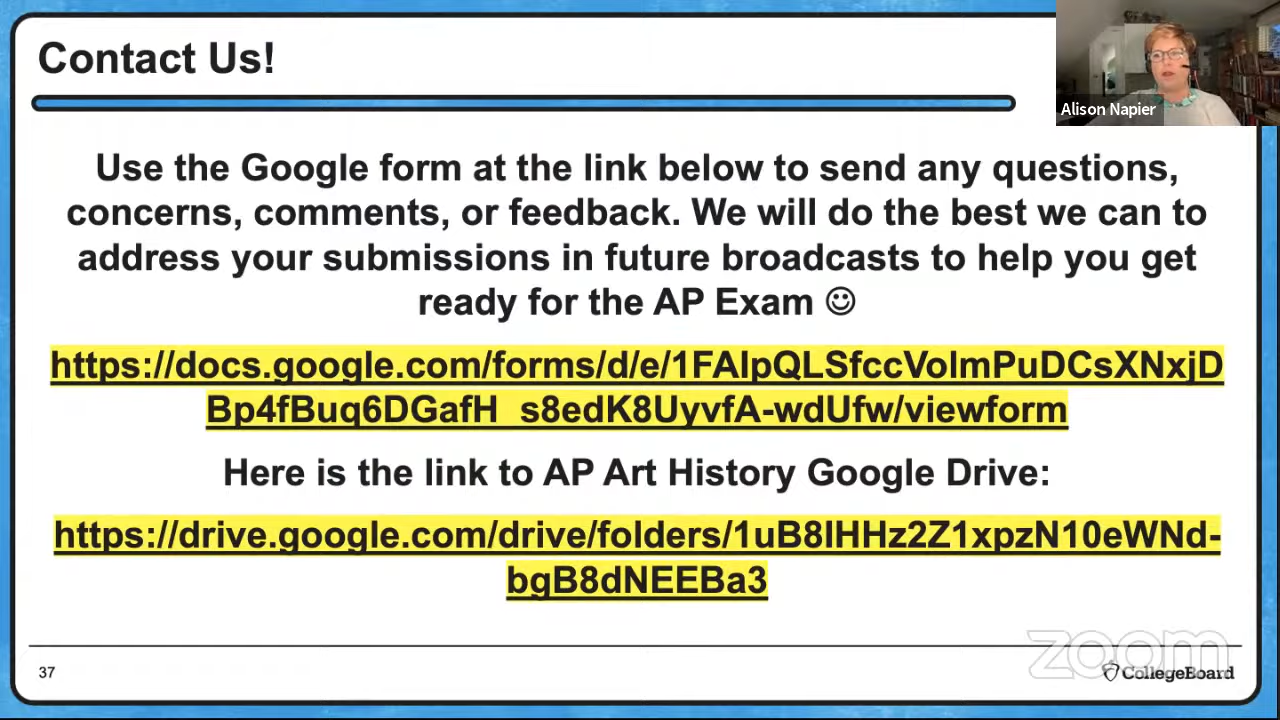 Contact Us!
Alison Napier
Use the Google form at the link below to send any questions,
concerns, comments, or feedback. We will do the best we can to
address your submissions in future broadcasts to help you get
ready for the AP Exam ☺
https://docs.google.com/forms/d/e/1FAIpQLSfccVolmPuDCsXNxjD
Bp4fBuq6DGafH_s8edK8UyvfA-wdUfw/viewform
Here is the link to AP Art History Google Drive:
https://drive.google.com/drive/folders/1uB8IHHz2Z1xpzN10eWNd-
bgB8dNEEBa3
zoom
37
CollegeBoard